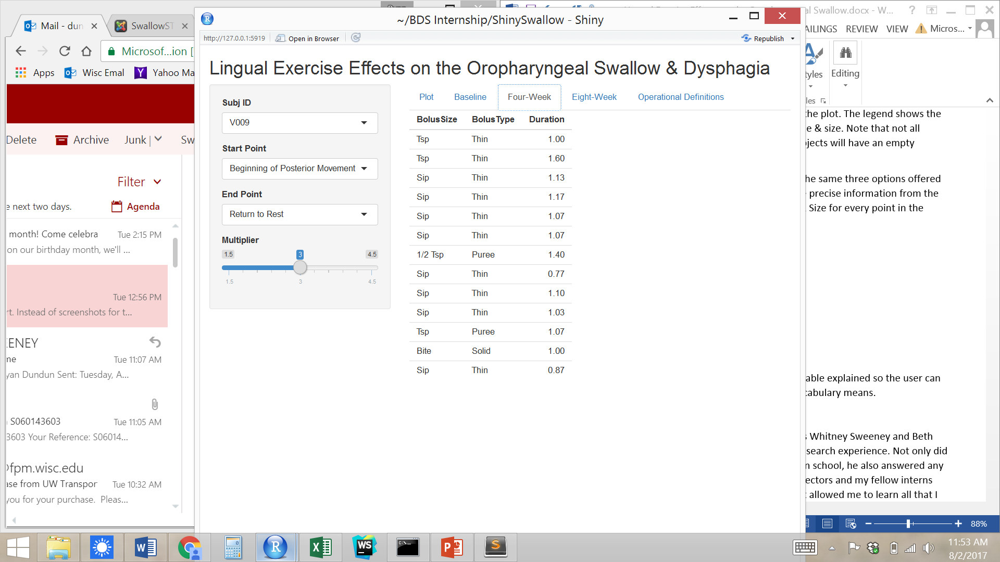 Mail - dun
SwallowST
~/BDS Internship/ShinySwallow - Shiny
al Swallow.docx - W...
http://127.0.0.1:5919
Open in Browser
Republish
AILINGS REVIEW VIEW Micros...
Microsof...ion [
Apps Wisc Emal Yahoo Ma
Delete Archive Junk | Sw
Filter
e next two days. Agenda
month! Come celebra Tue 2:15 PM
on our birthday month, we'll ...
Tue 12:56 PM
rt. Instead of screenshots for t...
EENEY
me Tue 11:07 AM
yan Dundun Sent: Tuesday, A...
S060143603 Tue 11:05 AM
3603 Your Reference: S06014...
@fpm.wisc.edu
ase from UW Transpor Tue 10:32 AM
you for your purchase. Pleas...
Lingual Exercise Effects on the Oropharyngeal Swallow & Dysphagia
Subj ID
V009
Start Point
Beginning of Posterior Movement
End Point
Return to Rest
Multiplier
1.5 3 4.5
1.5 3 4.5
Plot Baseline Four-Week Eight-Week Operational Definitions
BolusSize BolusType Duration
Tsp Thin 1.00
Tsp Thin 1.60
Sip Thin 1.13
Sip Thin 1.17
Sip Thin 1.07
Sip Thin 1.07
1/2 Tsp Puree 1.40
Sip Thin 0.77
Sip Thin 1.10
Sip Thin 1.03
Tsp Puree 1.07
Bite Solid 1.00
Sip Thin 0.87
tyles
Editing
les
the plot. The legend shows the
e & size. Note that not all
jects will have an empty
he same three options offered
precise information from the
Size for every point in the
able explained so the user can
cabulary means.
s Whitney Sweeney and Beth
search experience. Not only did
n school, he also answered any
ectors and my fellow interns
t allowed me to learn all that I
88%
11:53 AM
8/2/2017